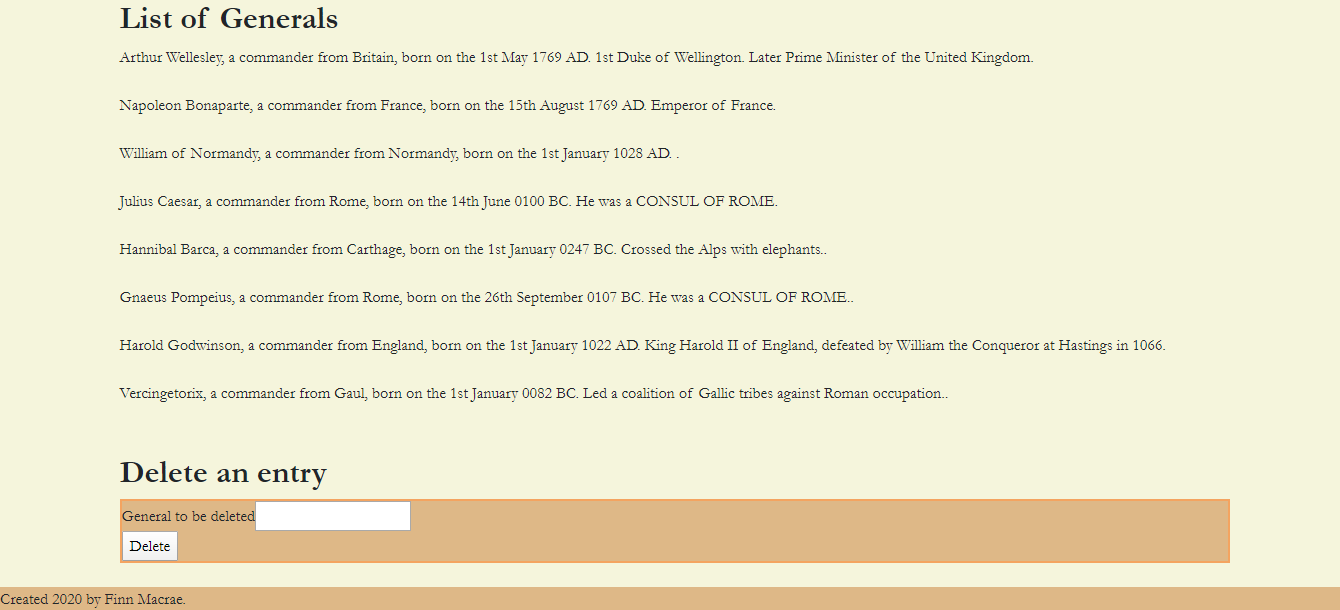 List of Generals
Arthur Wellesley, a commander from Britain, born on the 1st May 1769 AD. 1st Duke of Wellington. Later Prime Minister of the United Kingdom.
Napoleon Bonaparte, a commander from France, born on the 15th August 1769 AD. Emperor of France.
William of Normandy, a commander from Normandy, born on the 1st January 1028 AD. .
Julius Caesar, a commander from Rome, born on the 14th June 0100 BC. He was a CONSUL OF ROME.
Hannibal Barca, a commander from Carthage, born on the 1st January 0247 BC. Crossed the Alps with elephants..
Gnaeus Pompeius, a commander from Rome, born on the 26th September 0107 BC. He was a CONSUL OF ROME..
Harold Godwinson, a commander from England, born on the 1st January 1022 AD. King Harold II of England, defeated by William the Conqueror at Hastings in 1066.
Vercingetorix, a commander from Gaul, born on the 1st January 0082 BC. Led a coalition of Gallic tribes against Roman occupation..
Delete an entry
General to be deleted
Delete
Created 2020 by Finn Macrae.